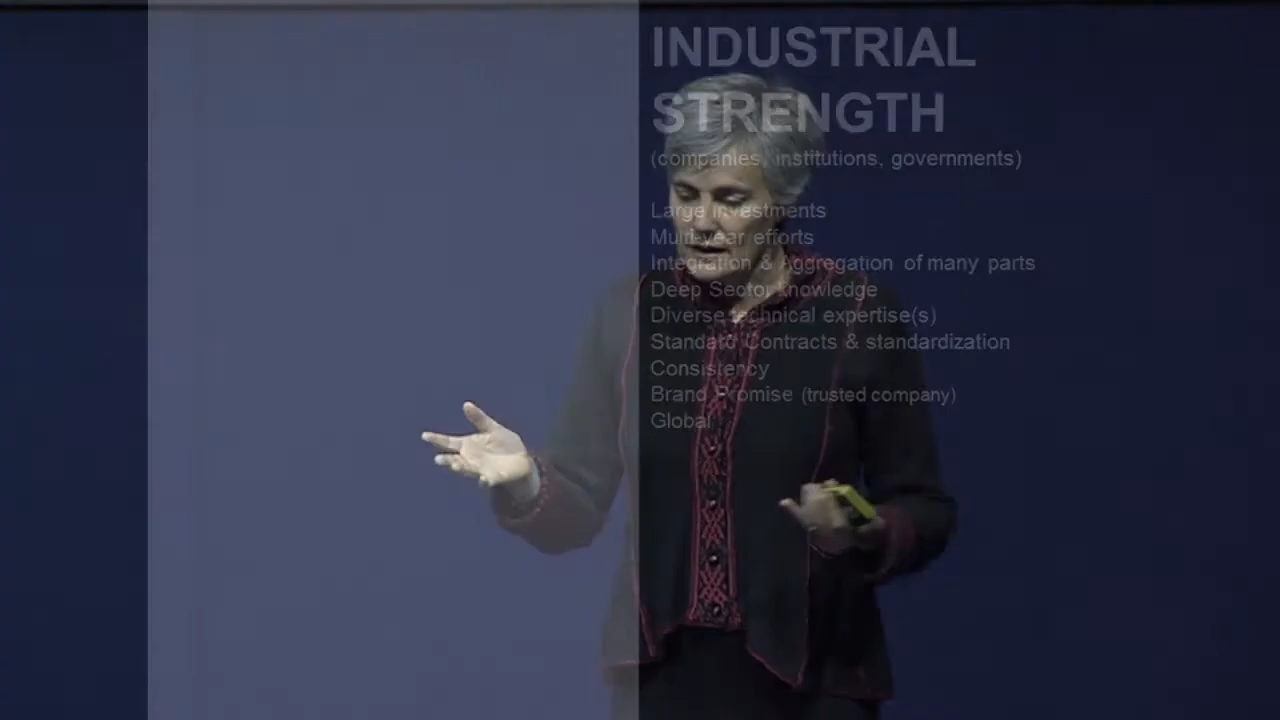 INDUSTRIAL
STRENGTH
(companies, institutions, governments)
Large investments
Multi-year efforts
Integration & Aggregation of many parts
Deep Sector knowledge
Diverse technical expertise(s)
Standard Contracts & standardization
Consistency
Brand Promise (trusted company)
Global